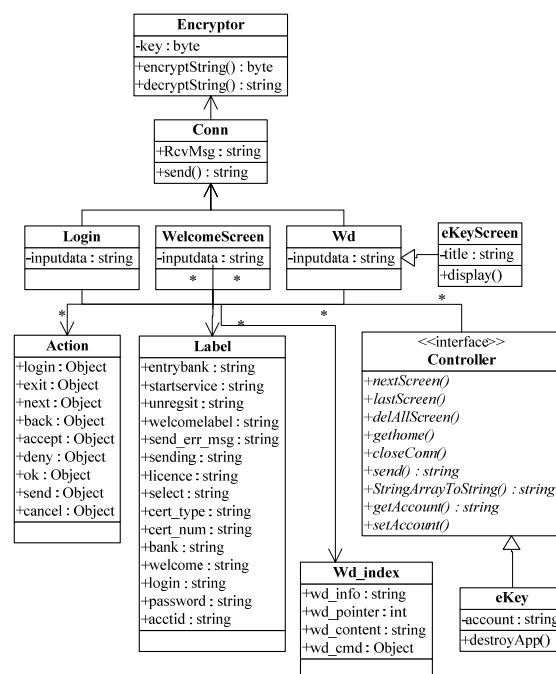 Encryptor
-key : byte
+encryptString() : byte
+decryptString() : string
Conn
+RcvMsg : string
+send() : string
Login
-inputdata : string
WelcomeScreen
-inputdata : string
*
*
Wd
-inputdata : string
eKeyScreen
-title : string
+display()
*
*
*
*
Action
+login : Object
+exit : Object
+next : Object
+back : Object
+accept : Object
+deny : Object
+ok : Object
+send : Object
+cancel : Object
Label
+entrybank : string
+startservice : string
+unregsit : string
+welcomelabel : string
+send_err_msg : string
+sending : string
+licence : string
+select : string
+cert_type : string
+cert_num : string
+bank : string
+welcome : string
+login : string
+password : string
+acctid : string
<<interface>>
Controller
+nextScreen()
+lastScreen()
+delAllScreen()
+gethome()
+closeConn()
+send() : string
+StringArrayToString() : string
+getAccount() : string
+setAccount()
Wd_index
+wd_info : string
+wd_pointer : int
+wd_content : string
+wd_cmd : Object
eKey
-account : string
+destroyApp()